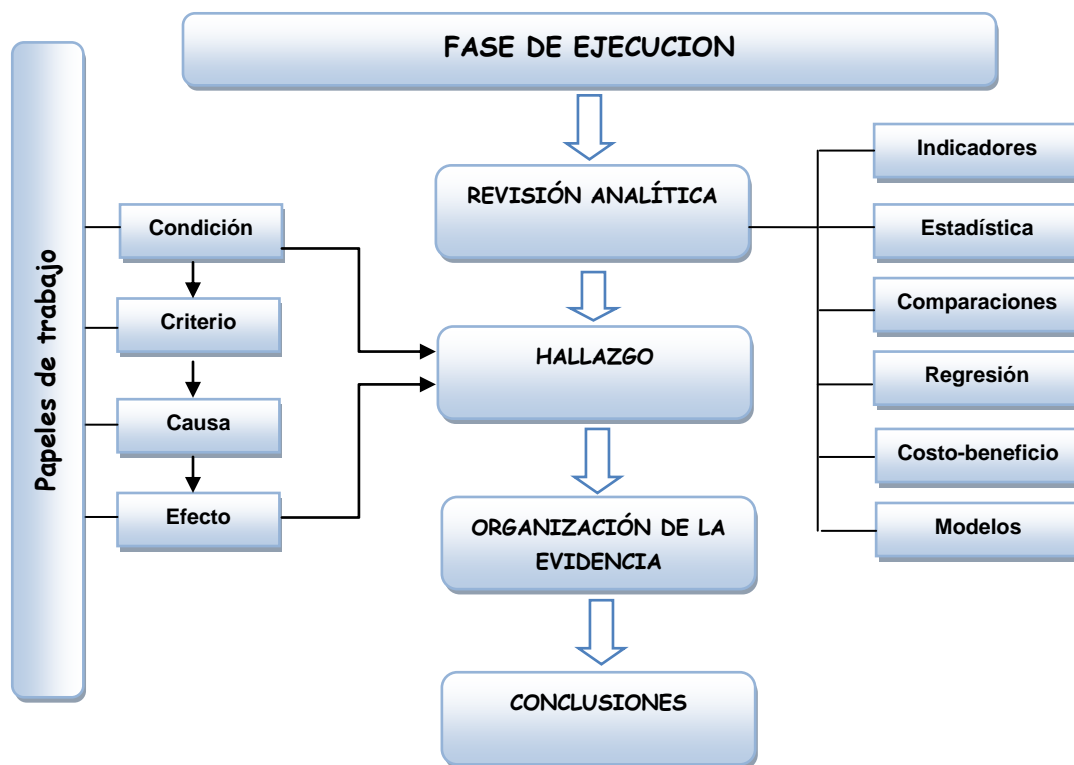 FASE DE EJECUCION
Papeles de trabajo
Condición
Criterio
Causa
Efecto
REVISIÓN ANALÍTICA
HALLAZGO
ORGANIZACIÓN DE LA
EVIDENCIA
CONCLUSIONES
Indicadores
Estadística
Comparaciones
Regresión
Costo-beneficio
Modelos